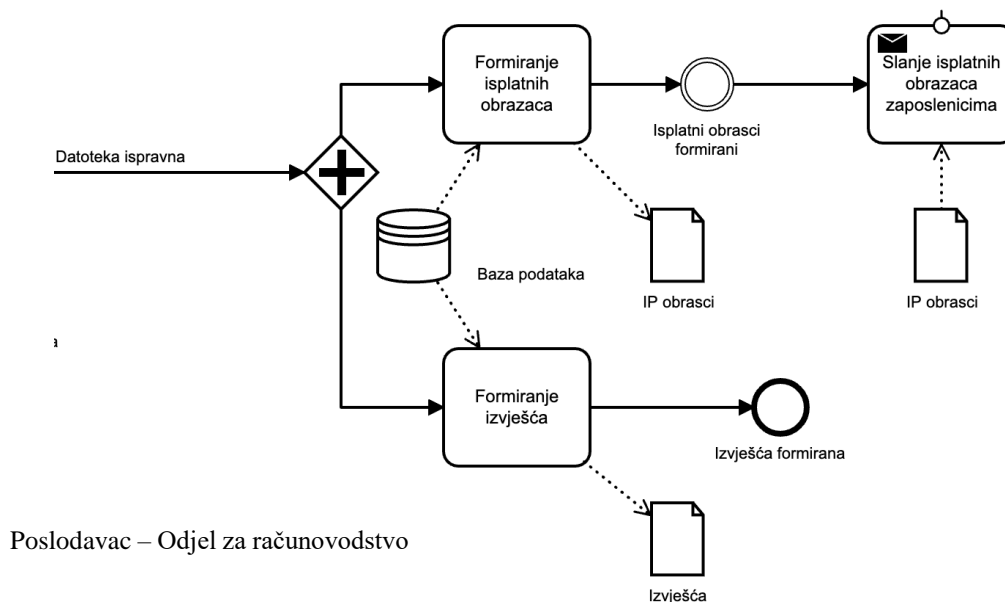 Formiranje
isplatnih
obrazaca
Slanje isplatnih
obrazaca
zaposlenicima
Isplatni obrasci
formirani
Datoteka ispravna
Baza podataka
IP obrasci
IP obrasci
a
Formiranje
izvješća
Izvješća formirana
Poslodavac – Odjel za računovodstvo
Izvješća